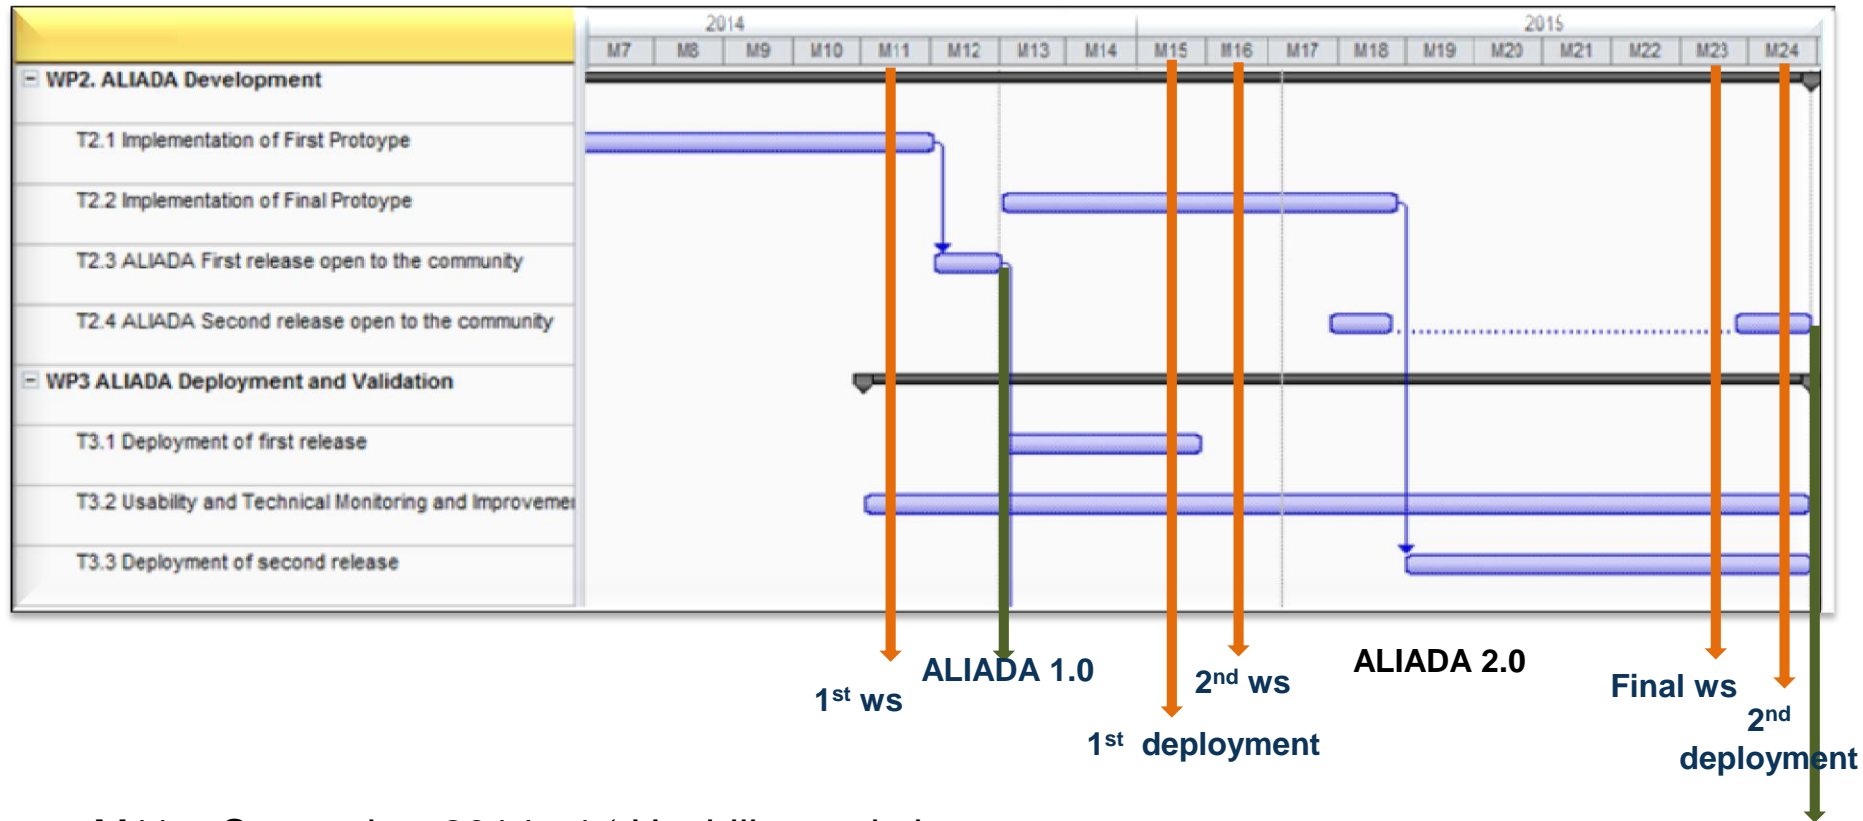 2014 2015
M7 M8 M9 M10 M11 M12 M13 M14 M15 M16 M17 M18 M19 M20 M21 M22 M23 M24
WP2. ALIADA Development
T2.1 Implementation of First Protoype
T2.2 Implementation of Final Protoype
T2.3 ALIADA First release open to the community
T2.4 ALIADA Second release open to the community
WP3 ALIADA Deployment and Validation
T3.1 Deployment of first release
T3.2 Usability and Technical Monitoring and Improvemen
T3.3 Deployment of second release
1st ws
ALIADA 1.0
1st deployment
2nd ws
ALIADA 2.0
Final ws
2nd
deployment